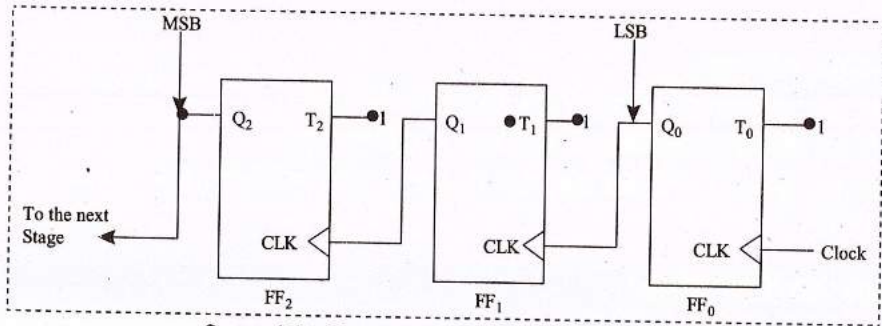 MSB
LSB
Q2 T2 1
Q1 T1 1
Q0 T0 1
To the next
Stage
CLK
CLK
CLK Clock
FF2
FF1
FF0